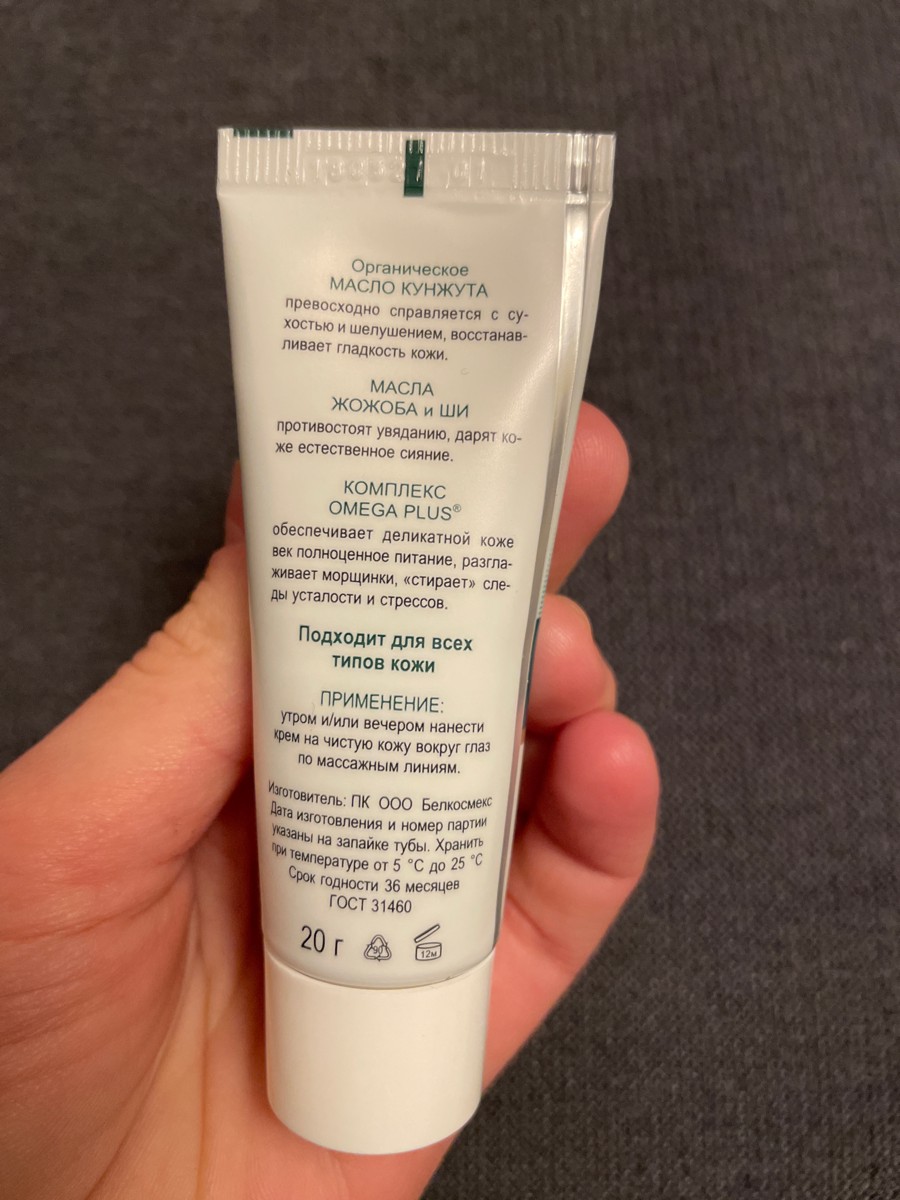 Органическое
МАСЛО КУНЖУТА
превосходно справляется с су-
хостью и шелушением, восстанав-
ливает гладкость кожи.
МАСЛА
ЖОЖОБА и ШИ
противостоят увяданию, дарят ко-
же естественное сияние.
КОМПЛЕКС
OMEGA PLUS®
обеспечивает деликатной коже
век полноценное питание, разгла-
живает морщинки, «стирает» сле-
ды усталости и стрессов.
Подходит для всех
типов кожи
ПРИМЕНЕНИЕ:
утром и/или вечером нанести
крем на чистую кожу вокруг глаз
по массажным линиям.
Изготовитель: ПК ООО Белкосмекс
Дата изготовления и номер партии
указаны на запайке тубы. Хранить
при температуре от 5 °С до 25 °С
Срок годности 36 месяцев
ГОСТ 31460
20 г 90 12м